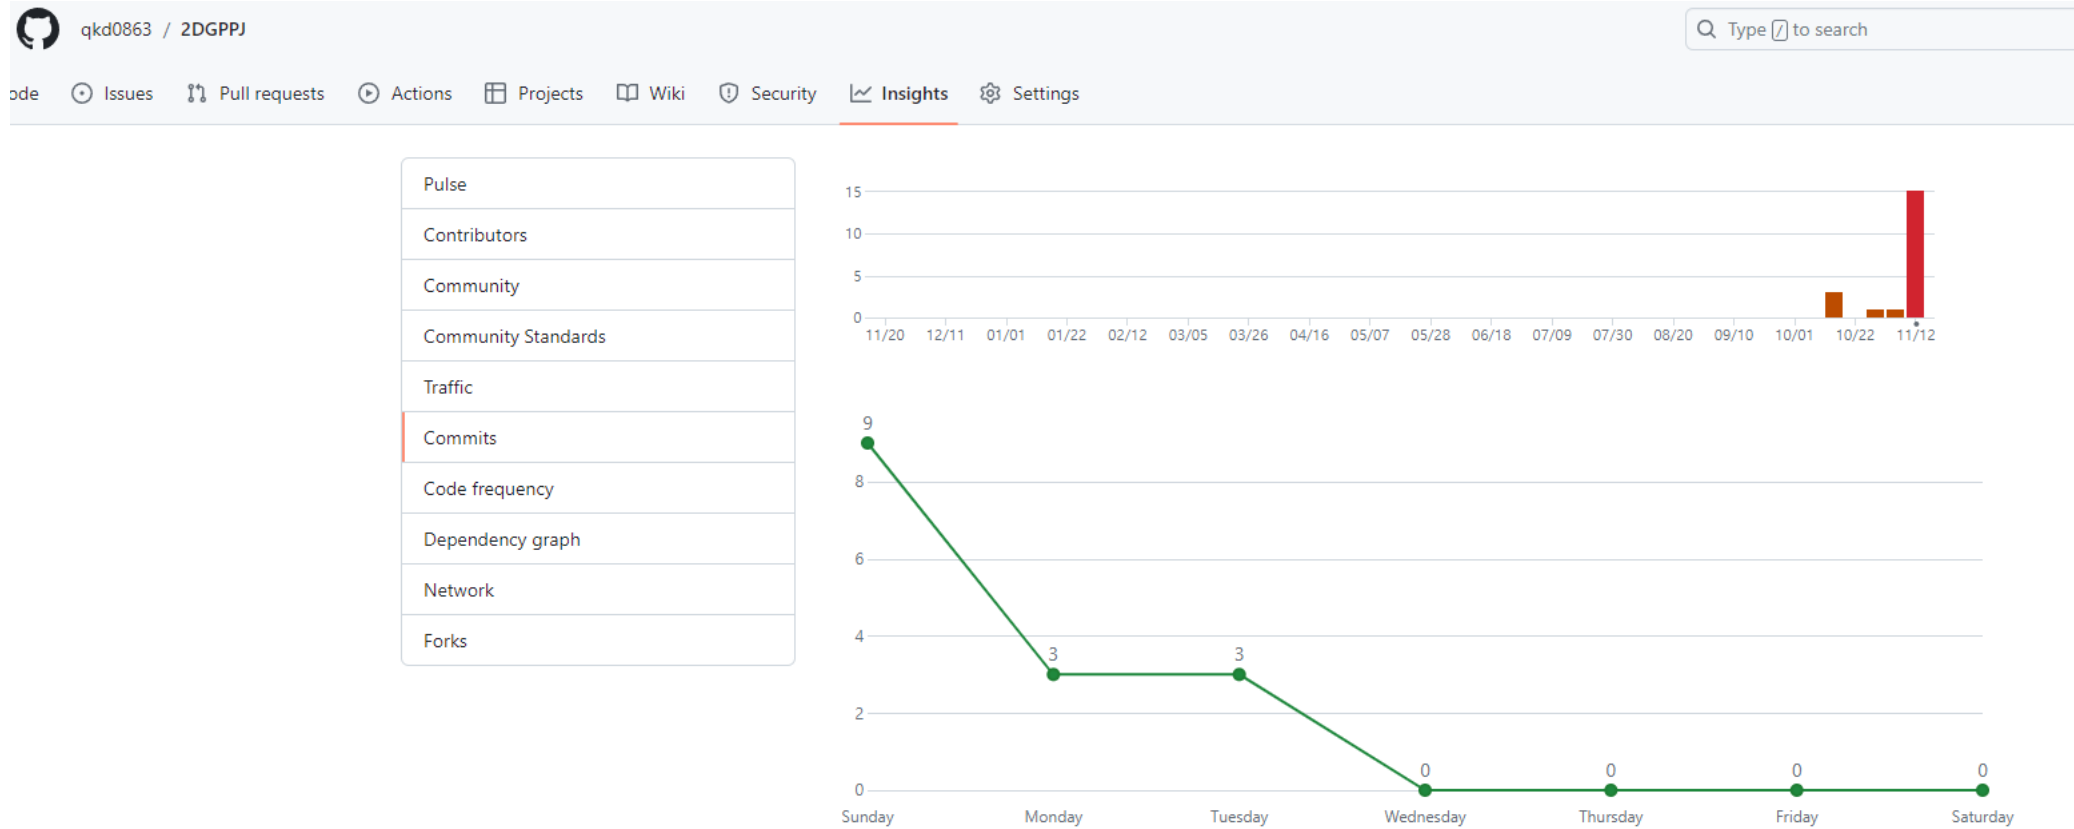 qkd0863 / 2DGPPJ
Type / to search
ode Issues Pull requests Actions Projects Wiki Security Insights Settings
Pulse
Contributors
Community
Community Standards
Traffic
Commits
Code frequency
Dependency graph
Network
Forks
15
10
5
0
11/20 12/11 01/01 01/22 02/12 03/05 03/26 04/16 05/07 05/28 06/18 07/09 07/30 08/20 09/10 10/01 10/22 11/12
9
8
6
4
3 3
2
0 0 0 0
0
Sunday Monday Tuesday Wednesday Thursday Friday Saturday